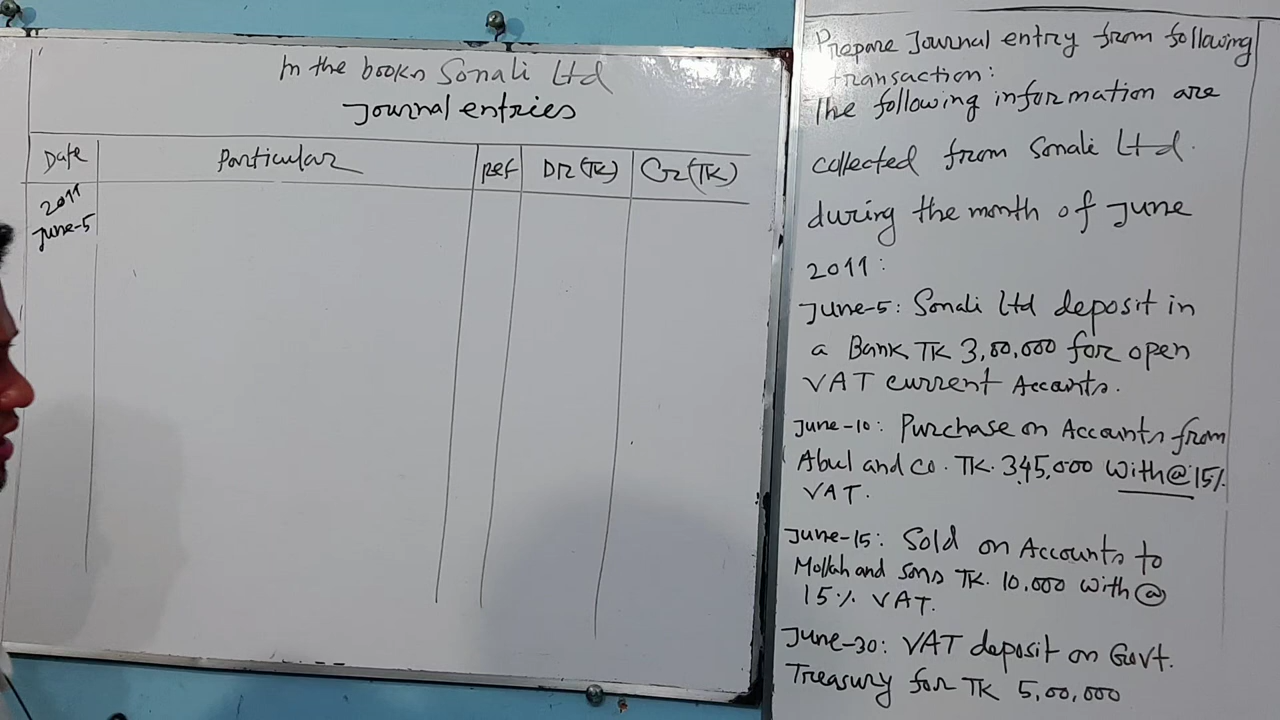 In the books Sonali Ltd
Journal entries
Date Particular Ref Dr (TK) Cr (TK)
2011
June-5
Prepare Journal entry from following
transaction:
The following information are
collected from Sonali Ltd.
during the month of June
2011:
June-5: Sonali Ltd deposit in
a Bank TK 3,00,000 for open
VAT current Accounts.
June-10: Purchase on Accounts from
Abul and co. TK. 345,000 with @ 15%
VAT.
June-15: Sold on Accounts to
Mollah and Sons TK. 10,000 with @
15% VAT.
June-30: VAT deposit on Govt.
Treasury for TK 5,00,000